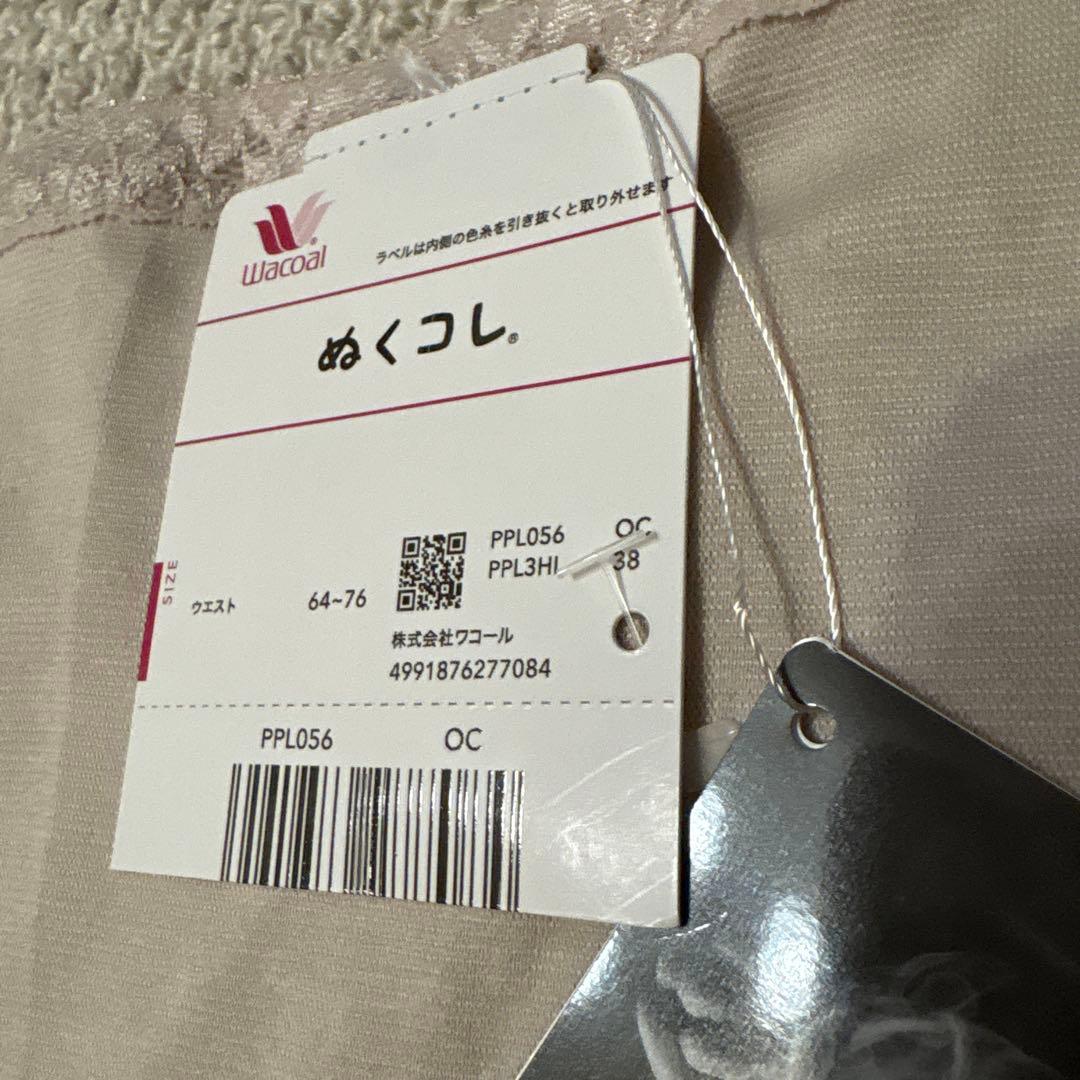 Wacoal®
ラベルは内側の色糸を引き抜くと取り外せます
ぬくコレ®
SIZE
ウエスト 64~76
PPL056 OC
PPL3HL 38
株式会社ワコール
4991876277084
PPL056 OC